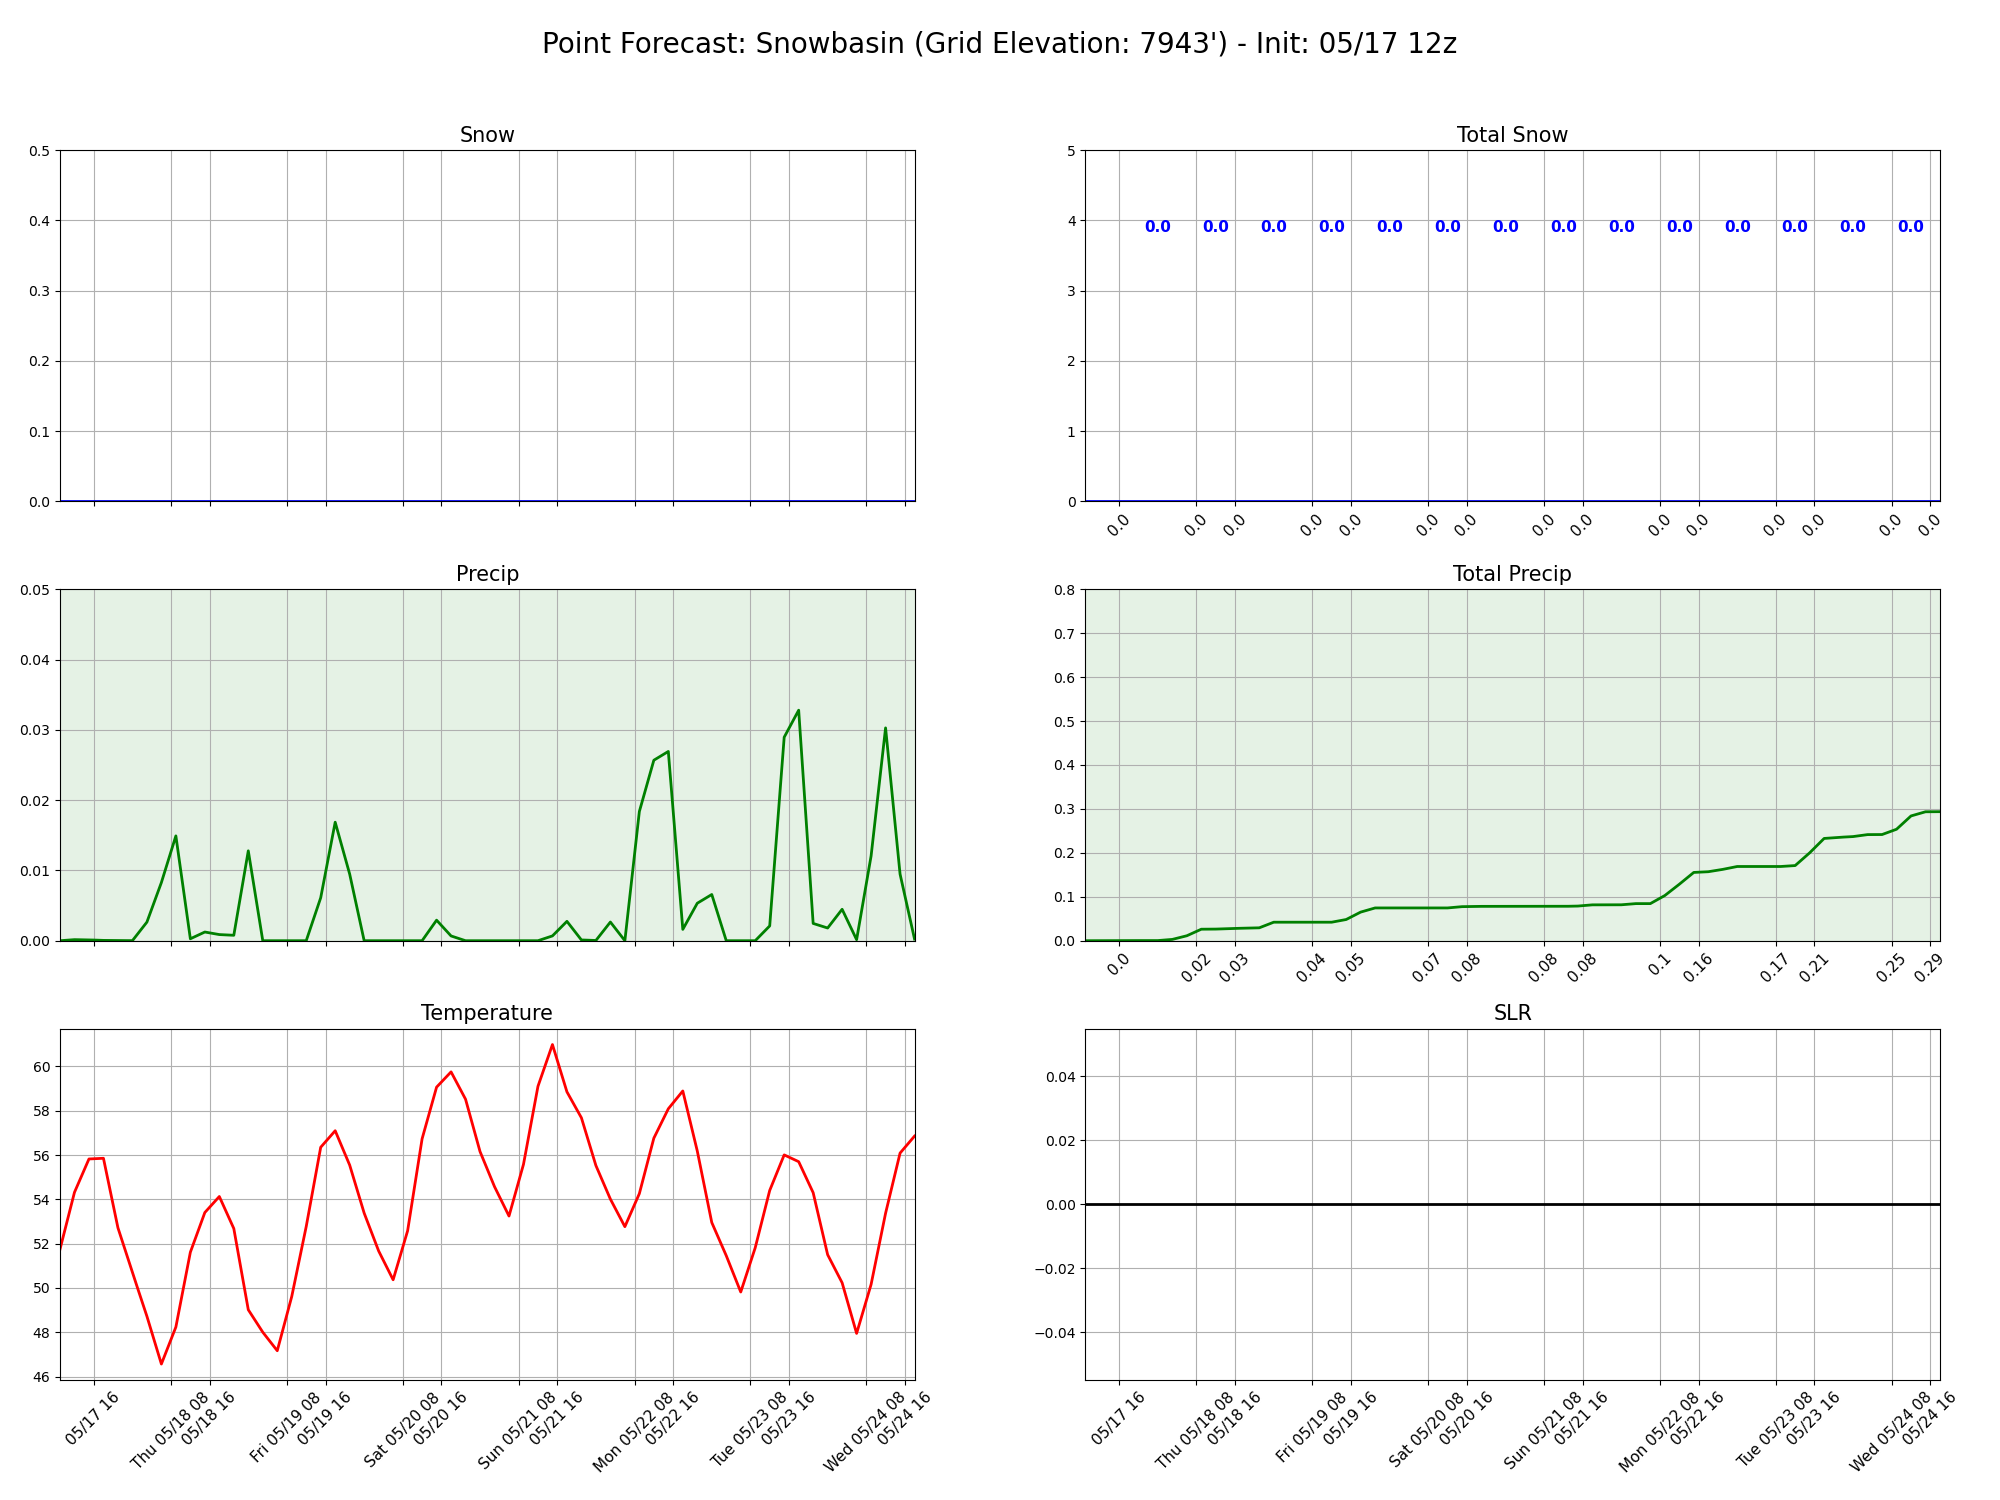 Point Forecast: Snowbasin (Grid Elevation: 7943') - Init: 05/17 12z
Snow
0.5
0.4
0.3
0.2
0.1
0.0
Total Snow
5
4
3
2
1
0
0.0 0.0 0.0 0.0 0.0 0.0 0.0 0.0 0.0 0.0 0.0 0.0 0.0 0.0
0.0 0.0 0.0 0.0 0.0 0.0 0.0 0.0 0.0 0.0 0.0 0.0 0.0 0.0 0.0
Precip
0.05
0.04
0.03
0.02
0.01
0.00
Total Precip
0.8
0.7
0.6
0.5
0.4
0.3
0.2
0.1
0.0
0.0 0.02 0.03 0.04 0.05 0.07 0.08 0.08 0.08 0.1 0.16 0.17 0.21 0.25 0.29
Temperature
60
58
56
54
52
50
48
46
05/17 16
Thu 05/18 08
05/18 16
Fri 05/19 08
05/19 16
Sat 05/20 08
05/20 16
Sun 05/21 08
05/21 16
Mon 05/22 08
05/22 16
Tue 05/23 08
05/23 16
Wed 05/24 08
05/24 16
SLR
0.04
0.02
0.00
−0.02
−0.04
05/17 16
Thu 05/18 08
05/18 16
Fri 05/19 08
05/19 16
Sat 05/20 08
05/20 16
Sun 05/21 08
05/21 16
Mon 05/22 08
05/22 16
Tue 05/23 08
05/23 16
Wed 05/24 08
05/24 16